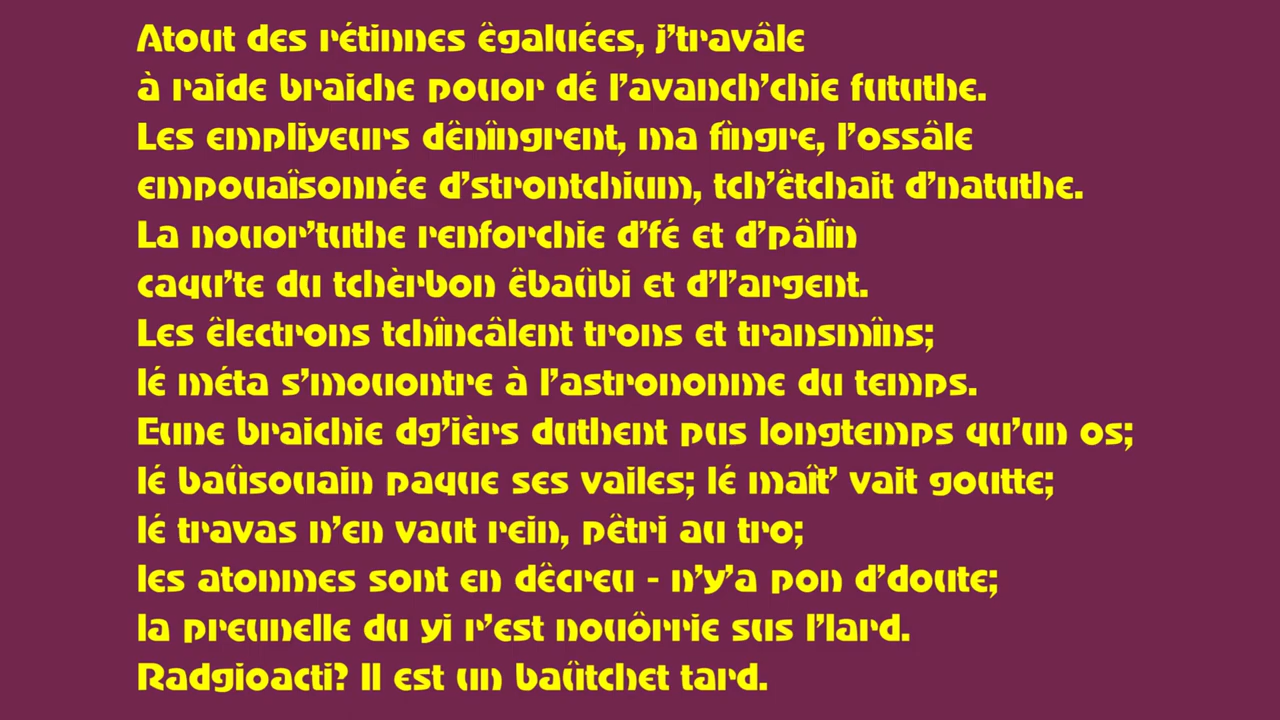 Atout des rétinnes êgaluées, j'travâle
à raide braiche pouor dé l'avanch'chie fututhe.
Les empliyeurs dênîngrent, ma fîngre, l'ossâle
empouaîsonnée d'strontchium, tch'êtchait d'natuthe.
La nouor'tuthe renforchie d'fé et d'pâlîn
caqu'te du tchèrbon êbaûbi et d'l'argent.
Les êlectrons tchîncâlent trons et transmîns;
lé méta s'mouontre à l'astrononme du temps.
Eune braichie dg'ièrs duthent pus longtemps qu'un os;
lé baûsouain paque ses vailes; lé maît' vait goutte;
lé travas n'en vaut rein, pêtri au tro;
les atonmes sont en dêcreu - n'y'a pon d'doute;
la preunelle du yi r'est nouôrrie sus l'lard.
Radgioacti? Il est un baûtchet tard.